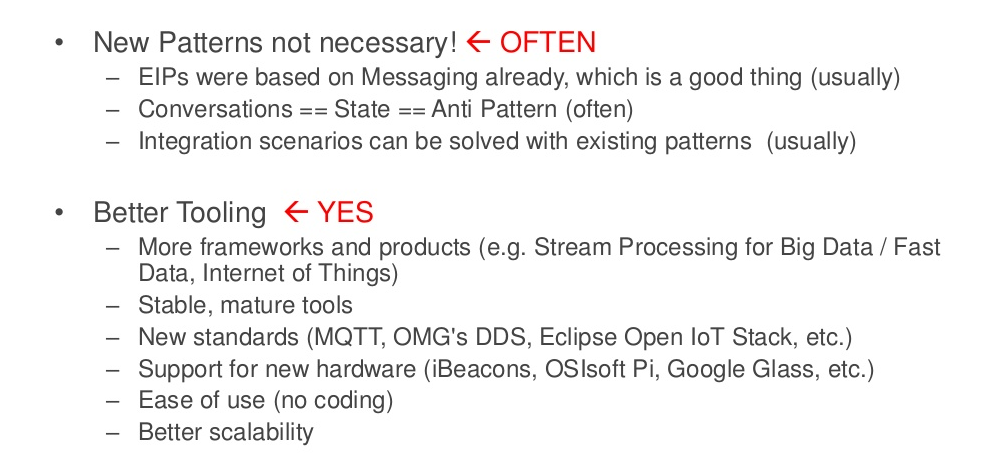 • New Patterns not necessary! ← OFTEN
– EIPs were based on Messaging already, which is a good thing (usually)
– Conversations == State == Anti Pattern (often)
– Integration scenarios can be solved with existing patterns (usually)
• Better Tooling ← YES
– More frameworks and products (e.g. Stream Processing for Big Data / Fast
Data, Internet of Things)
– Stable, mature tools
– New standards (MQTT, OMG's DDS, Eclipse Open IoT Stack, etc.)
– Support for new hardware (iBeacons, OSIsoft Pi, Google Glass, etc.)
– Ease of use (no coding)
– Better scalability